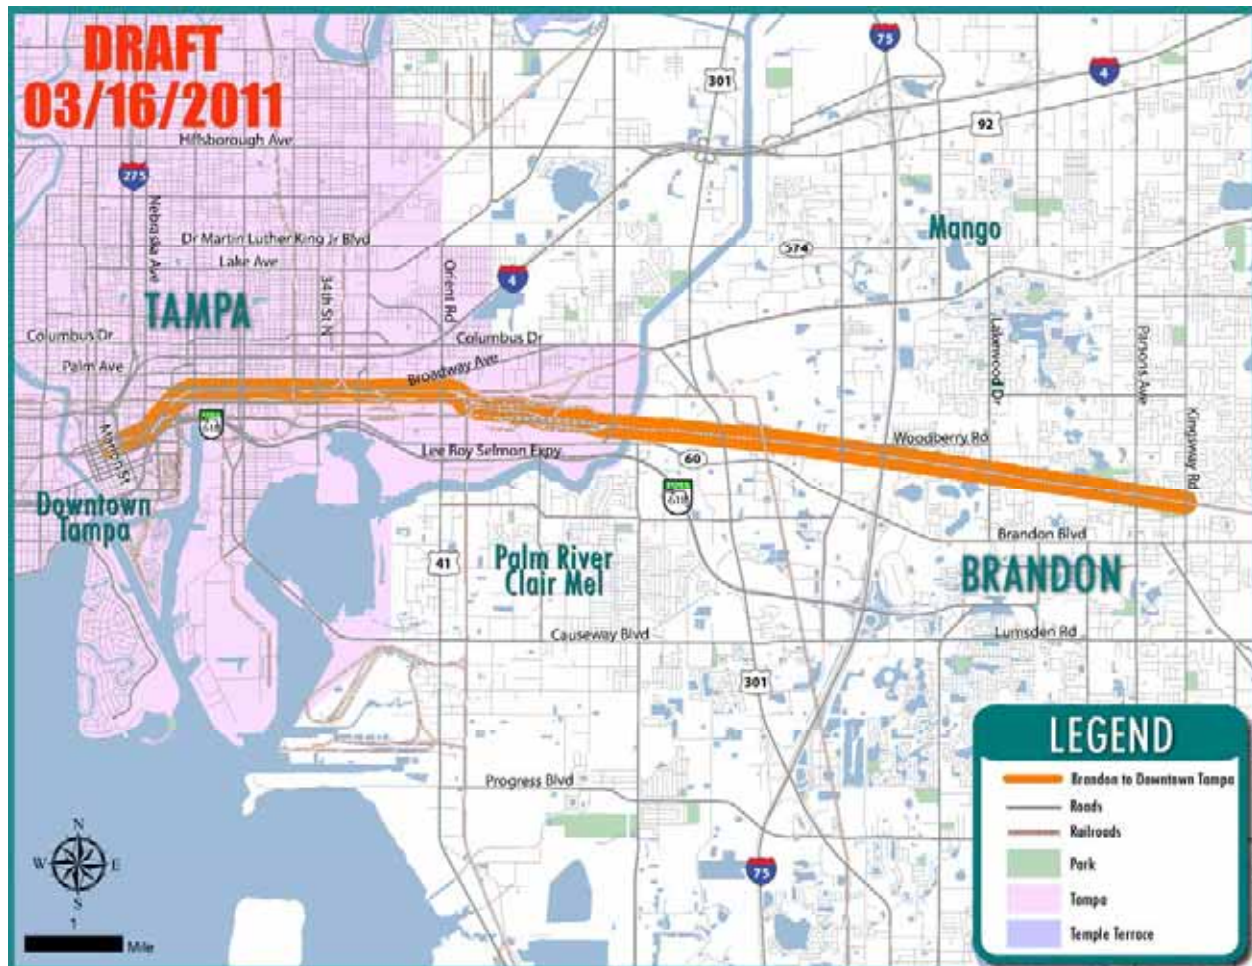 DRAFT
03/16/2011
75
301
4
92
Hillsborough Ave
275
Nebraska Ave
Mango
Dr Martin Luther King Jr Blvd
574
Lake Ave
Orient Rd
4
34th St N
TAMPA
Columbus Dr
Columbus Dr
Lakewood Dr
Parsons Ave
Palm Ave
Broadway Ave
Kingsway Rd
Marion St
618
Woodberry Rd
Lee Roy Selmon Expy
60
618
Downtown
Tampa
Brandon Blvd
41
Palm River
Clair Mel
BRANDON
Causeway Blvd
Lumsden Rd
301
LEGEND
Brandon to Downtown Tampa
Roads
Railroads
Park
Tampa
Temple Terrace
Progress Blvd
75
N
W E
S
1
Mile